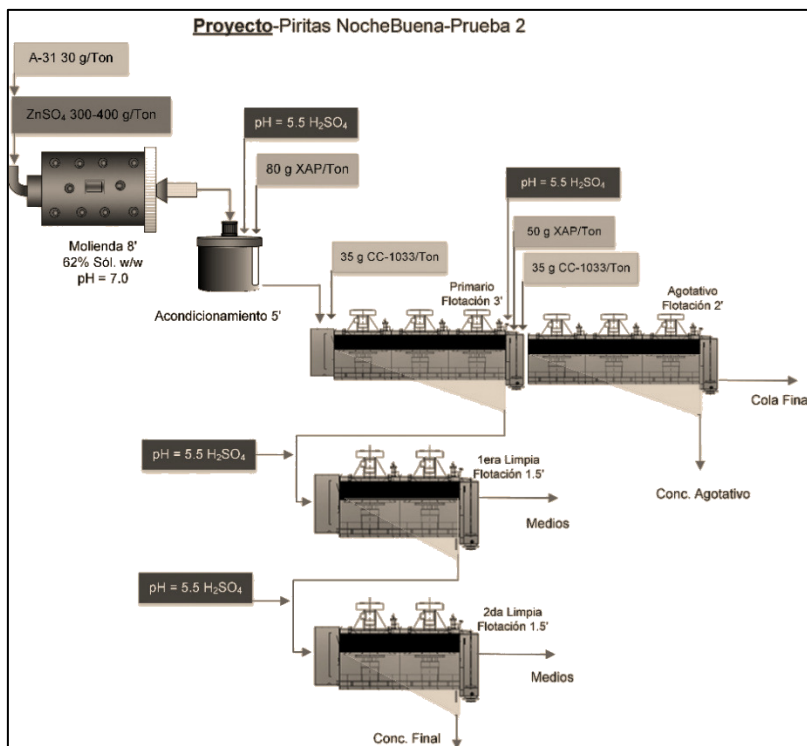 Proyecto-Piritas NocheBuena-Prueba 2
A-31 30 g/Ton
ZnSO₄ 300-400 g/Ton
pH = 5.5 H₂SO₄
80 g XAP/Ton
Molienda 8'
62% Sól. w/w
pH = 7.0
Acondicionamiento 5'
35 g CC-1033/Ton
Primario
Flotación 3'
pH = 5.5 H₂SO₄
50 g XAP/Ton
35 g CC-1033/Ton
Agotativo
Flotación 2'
Cola Final
Conc. Agotativo
pH = 5.5 H₂SO₄
1era Limpia
Flotación 1.5'
Medios
pH = 5.5 H₂SO₄
2da Limpia
Flotación 1.5'
Medios
Conc. Final